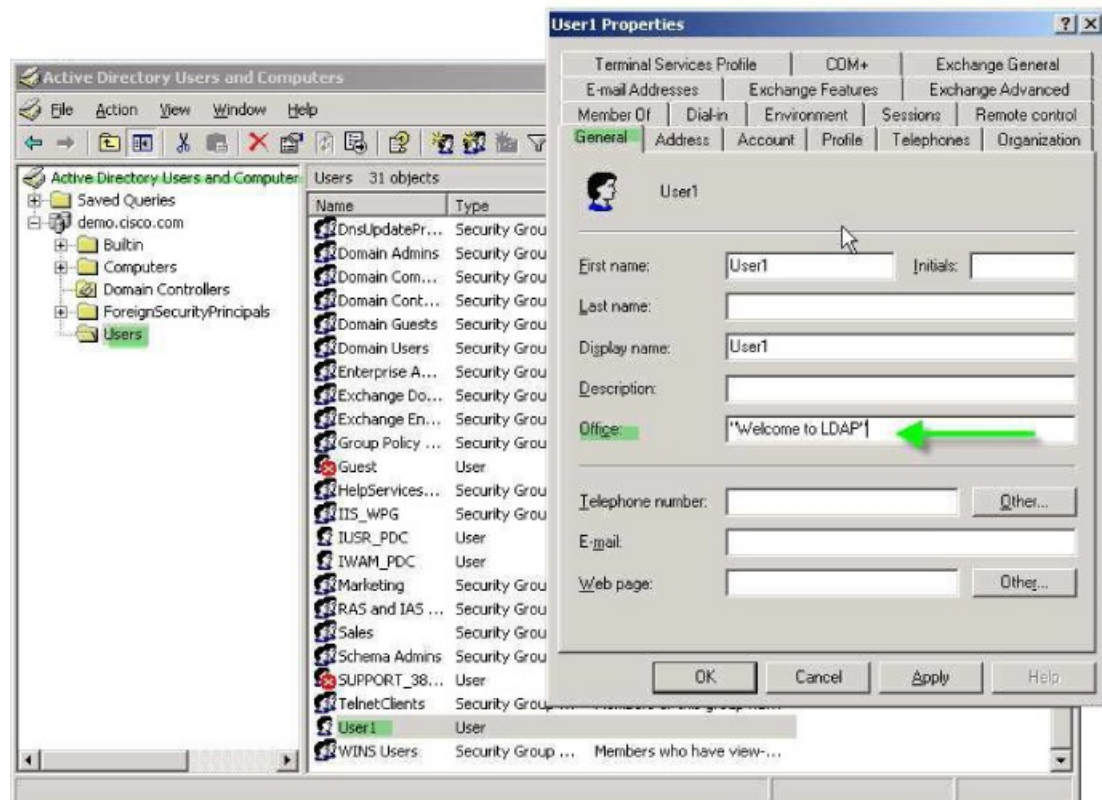 Active Directory Users and Computers
File Action View Window Help
Active Directory Users and Computer
Saved Queries
demo.cisco.com
Builtin
Computers
Domain Controllers
ForeignSecurityPrincipals
Users
Users 31 objects
Name Type
DnsUpdatePr... Security Grou
Domain Admins Security Grou
Domain Com... Security Grou
Domain Cont... Security Grou
Domain Guests Security Grou
Domain Users Security Grou
Enterprise A... Security Grou
Exchange Do... Security Grou
Exchange En... Security Grou
Group Policy ... Security Grou
Guest User
HelpServices... Security Grou
IIS_WPG Security Grou
IUSR_PDC User
IWAM_PDC User
Marketing Security Grou
RAS and IAS ... Security Grou
Sales Security Grou
Schema Admins Security Grou
SUPPORT_38... User
TelnetClients Security Group ...
User1 User
WINS Users Security Group ... Members who have view-...
User1 Properties
Terminal Services Profile COM+ Exchange General
E-mail Addresses Exchange Features Exchange Advanced
Member Of Dial-in Environment Sessions Remote control
General Address Account Profile Telephones Organization
User1
First name: User1 Initials:
Last name:
Display name: User1
Description:
Office: "Welcome to LDAP"
Telephone number: Other...
E-mail:
Web page: Other...
OK Cancel Apply Help